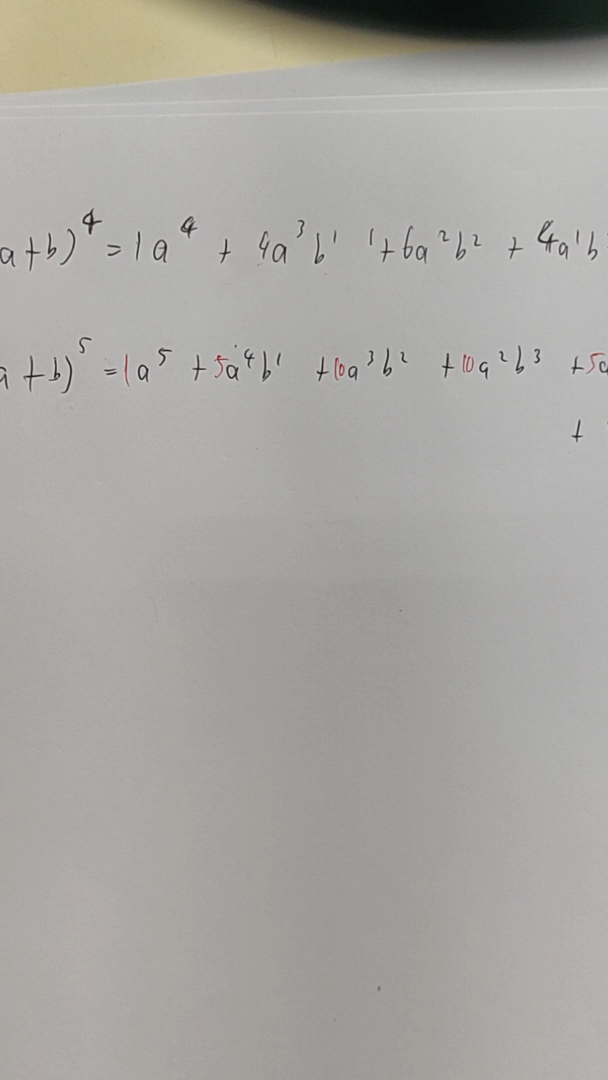 a+b)⁴ = 1a⁴ + 4a³b¹ + 6a²b² + 4a¹b
a+b)⁵ = 1a⁵ + 5a⁴b¹ + 10a³b² + 10a²b³ + 5a
+